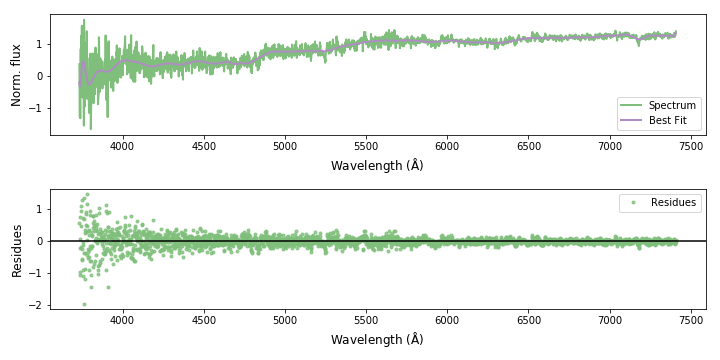 Norm. flux
1
0
−1
4000 4500 5000 5500 6000 6500 7000 7500
Wavelength (Å)
Spectrum
Best Fit
Residues
1
0
−1
−2
4000 4500 5000 5500 6000 6500 7000 7500
Wavelength (Å)
Residues